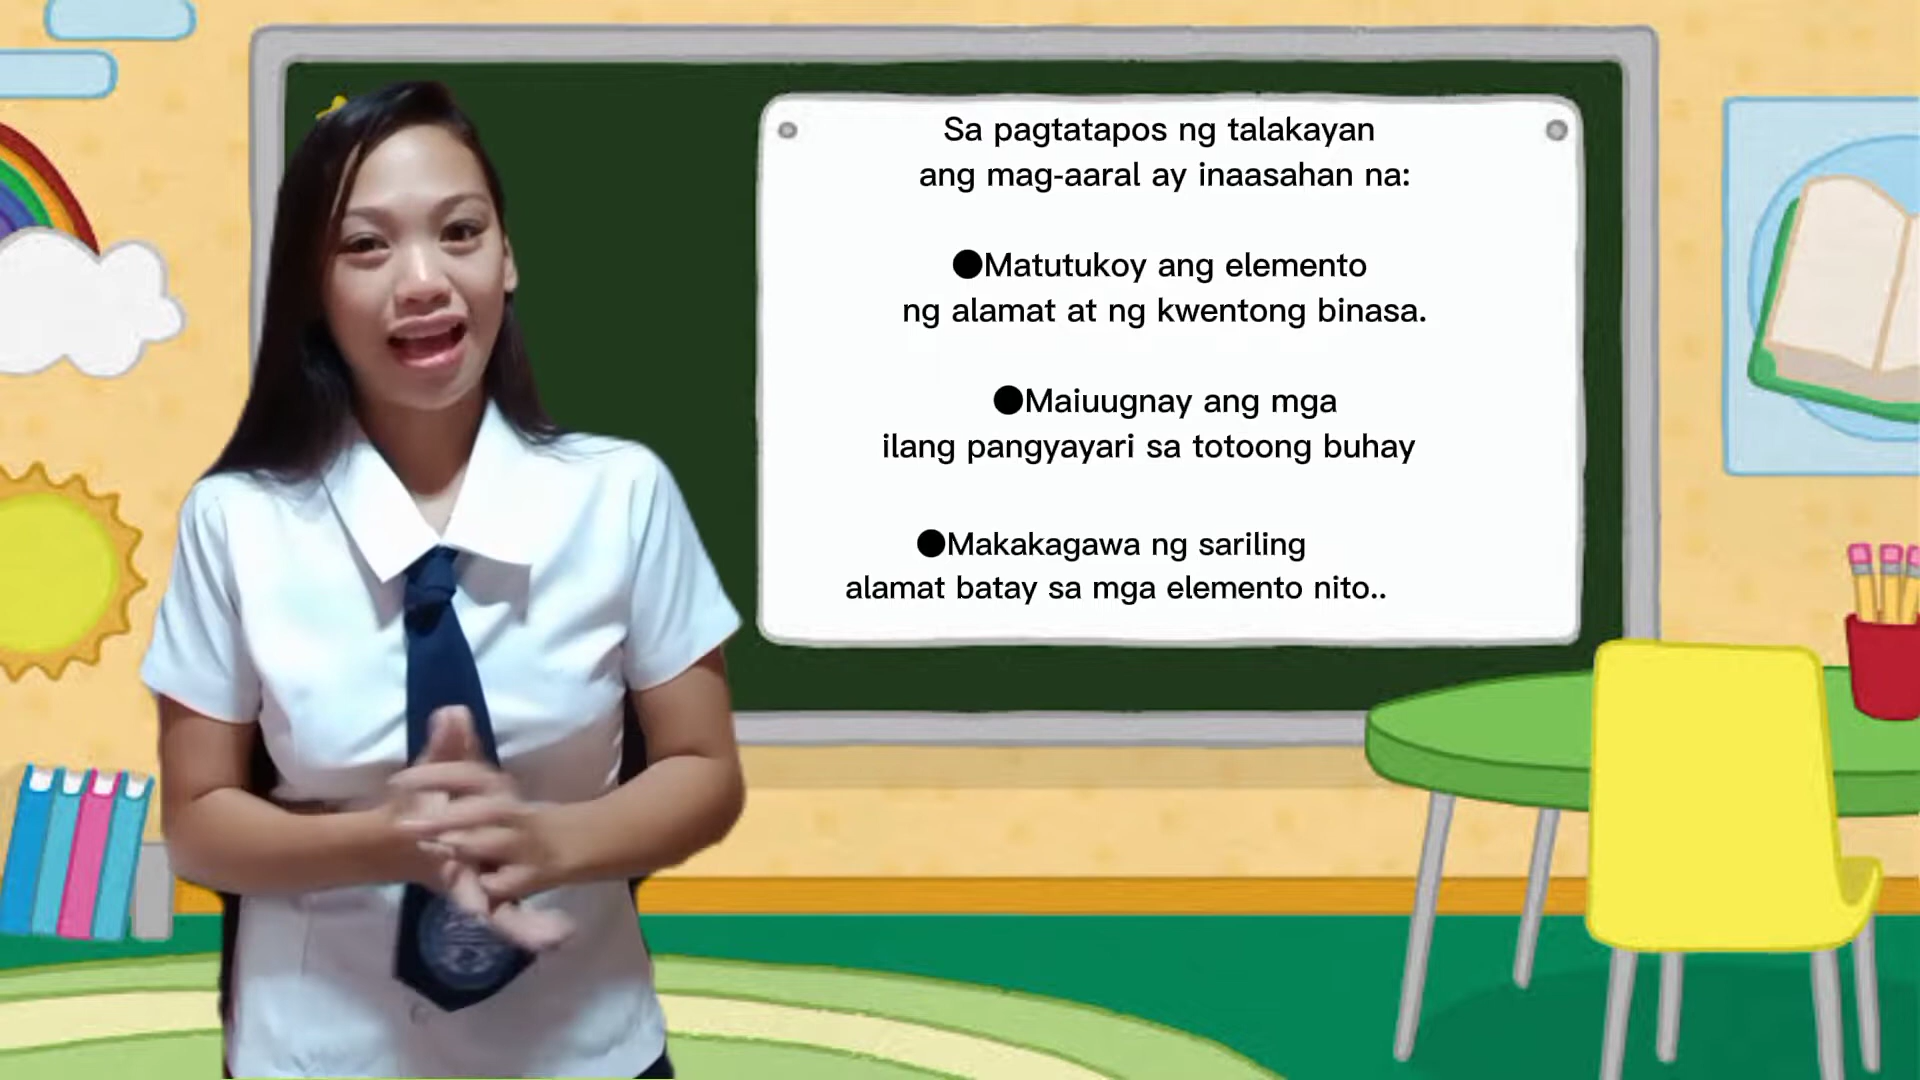 Sa pagtatapos ng talakayan
ang mag-aaral ay inaasahan na:
●Matutukoy ang elemento
ng alamat at ng kwentong binasa.
●Maiuugnay ang mga
ilang pangyayari sa totoong buhay
●Makakagawa ng sariling
alamat batay sa mga elemento nito..